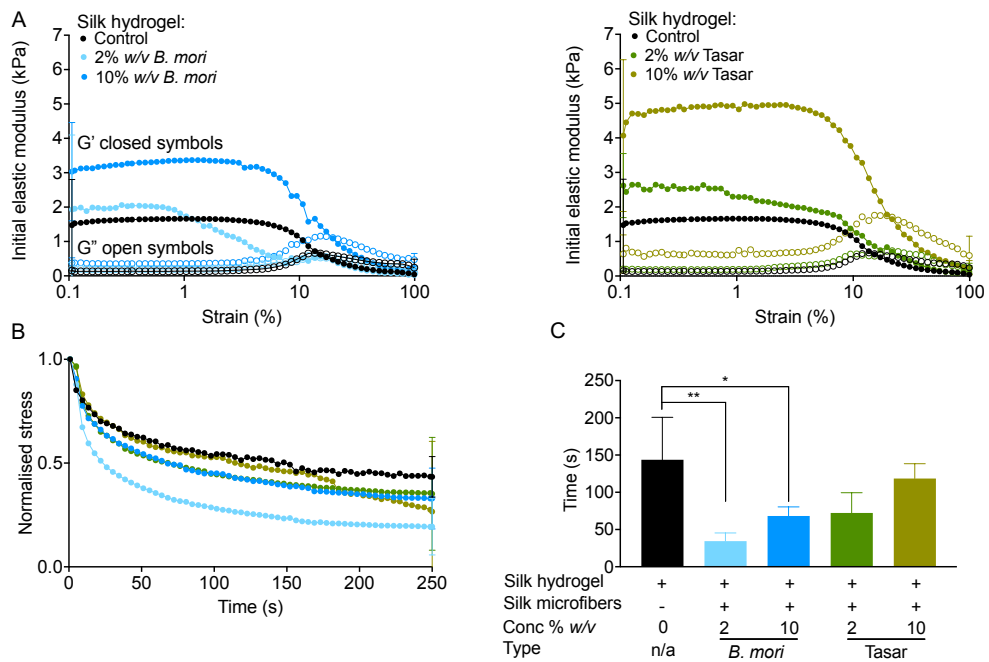 A
Silk hydrogel:
Control
2% w/v B. mori
10% w/v B. mori
G' closed symbols
G" open symbols
Initial elastic modulus (kPa)
7
6
5
4
3
2
1
0
0.1
1
10
100
Strain (%)
Silk hydrogel:
Control
2% w/v Tasar
10% w/v Tasar
Initial elastic modulus (kPa)
7
6
5
4
3
2
1
0
0.1
1
10
100
Strain (%)
B
Normalised stress
1.0
0.5
0.0
0
50
100
150
200
250
Time (s)
C
Time (s)
250
200
150
100
50
0
*
**
Silk hydrogel + + + + +
Silk microfibers - + + + +
Conc % w/v 0 2 10 2 10
Type n/a B. mori Tasar